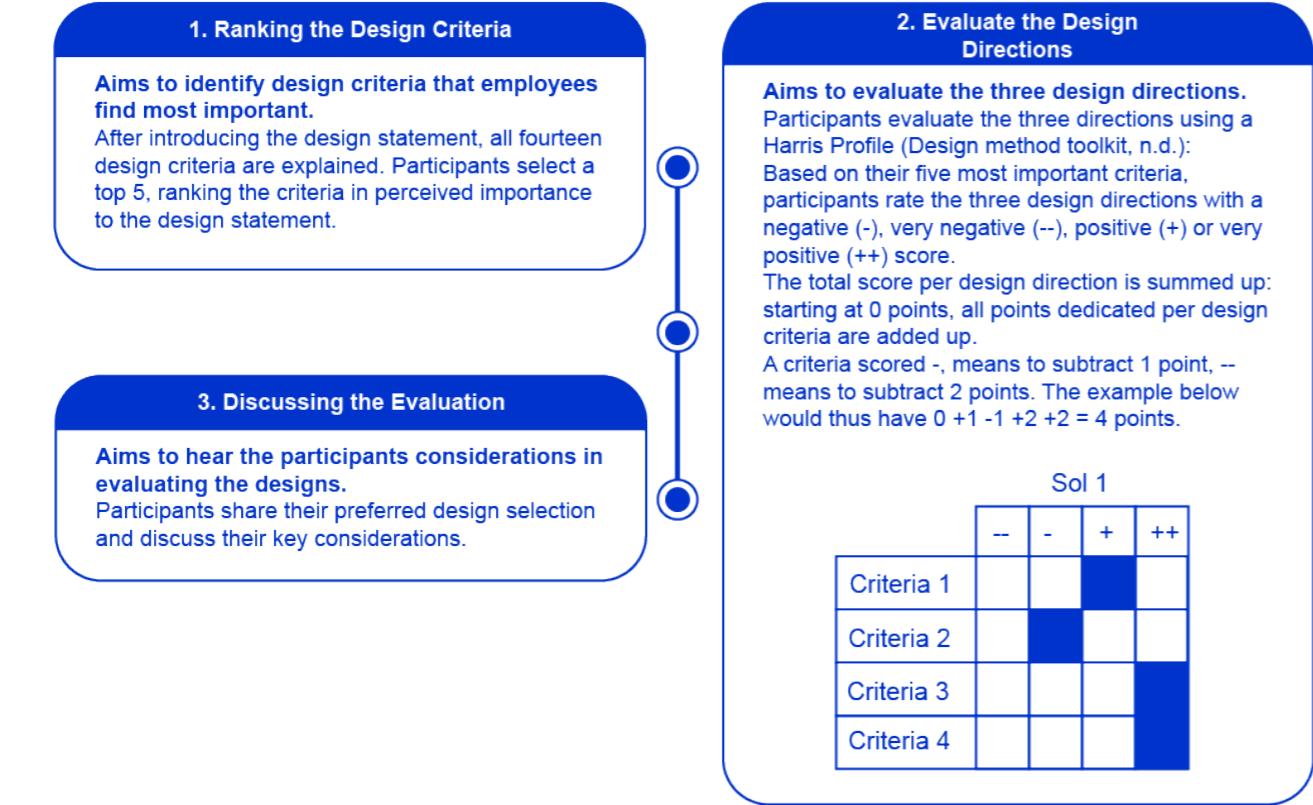 1. Ranking the Design Criteria
Aims to identify design criteria that employees
find most important.
After introducing the design statement, all fourteen
design criteria are explained. Participants select a
top 5, ranking the criteria in perceived importance
to the design statement.
2. Evaluate the Design
Directions
Aims to evaluate the three design directions.
Participants evaluate the three directions using a
Harris Profile (Design method toolkit, n.d.):
Based on their five most important criteria,
participants rate the three design directions with a
negative (-), very negative (--), positive (+) or very
positive (++) score.
The total score per design direction is summed up:
starting at 0 points, all points dedicated per design
criteria are added up.
A criteria scored -, means to subtract 1 point, --
means to subtract 2 points. The example below
would thus have 0 +1 -1 +2 +2 = 4 points.
Sol 1
-- - + ++
Criteria 1
Criteria 2
Criteria 3
Criteria 4
3. Discussing the Evaluation
Aims to hear the participants considerations in
evaluating the designs.
Participants share their preferred design selection
and discuss their key considerations.